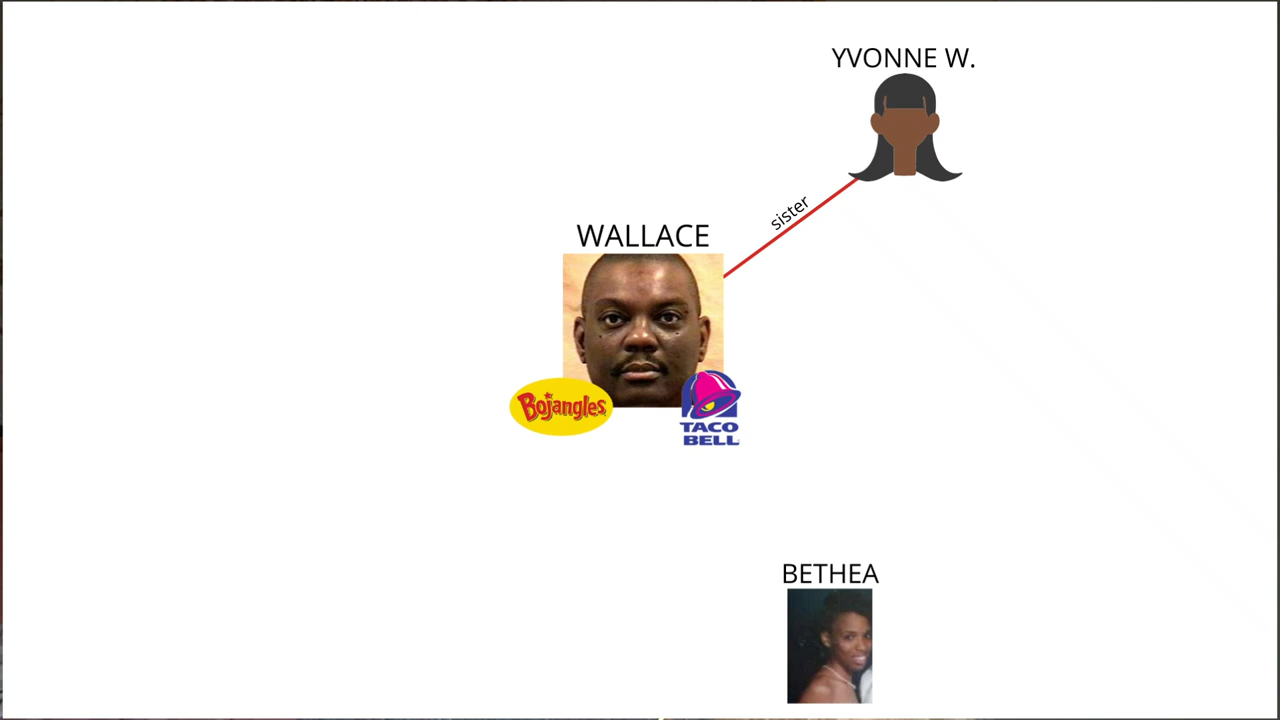 YVONNE W.
sister
WALLACE
Bojangles
TACO
BELL
BETHEA